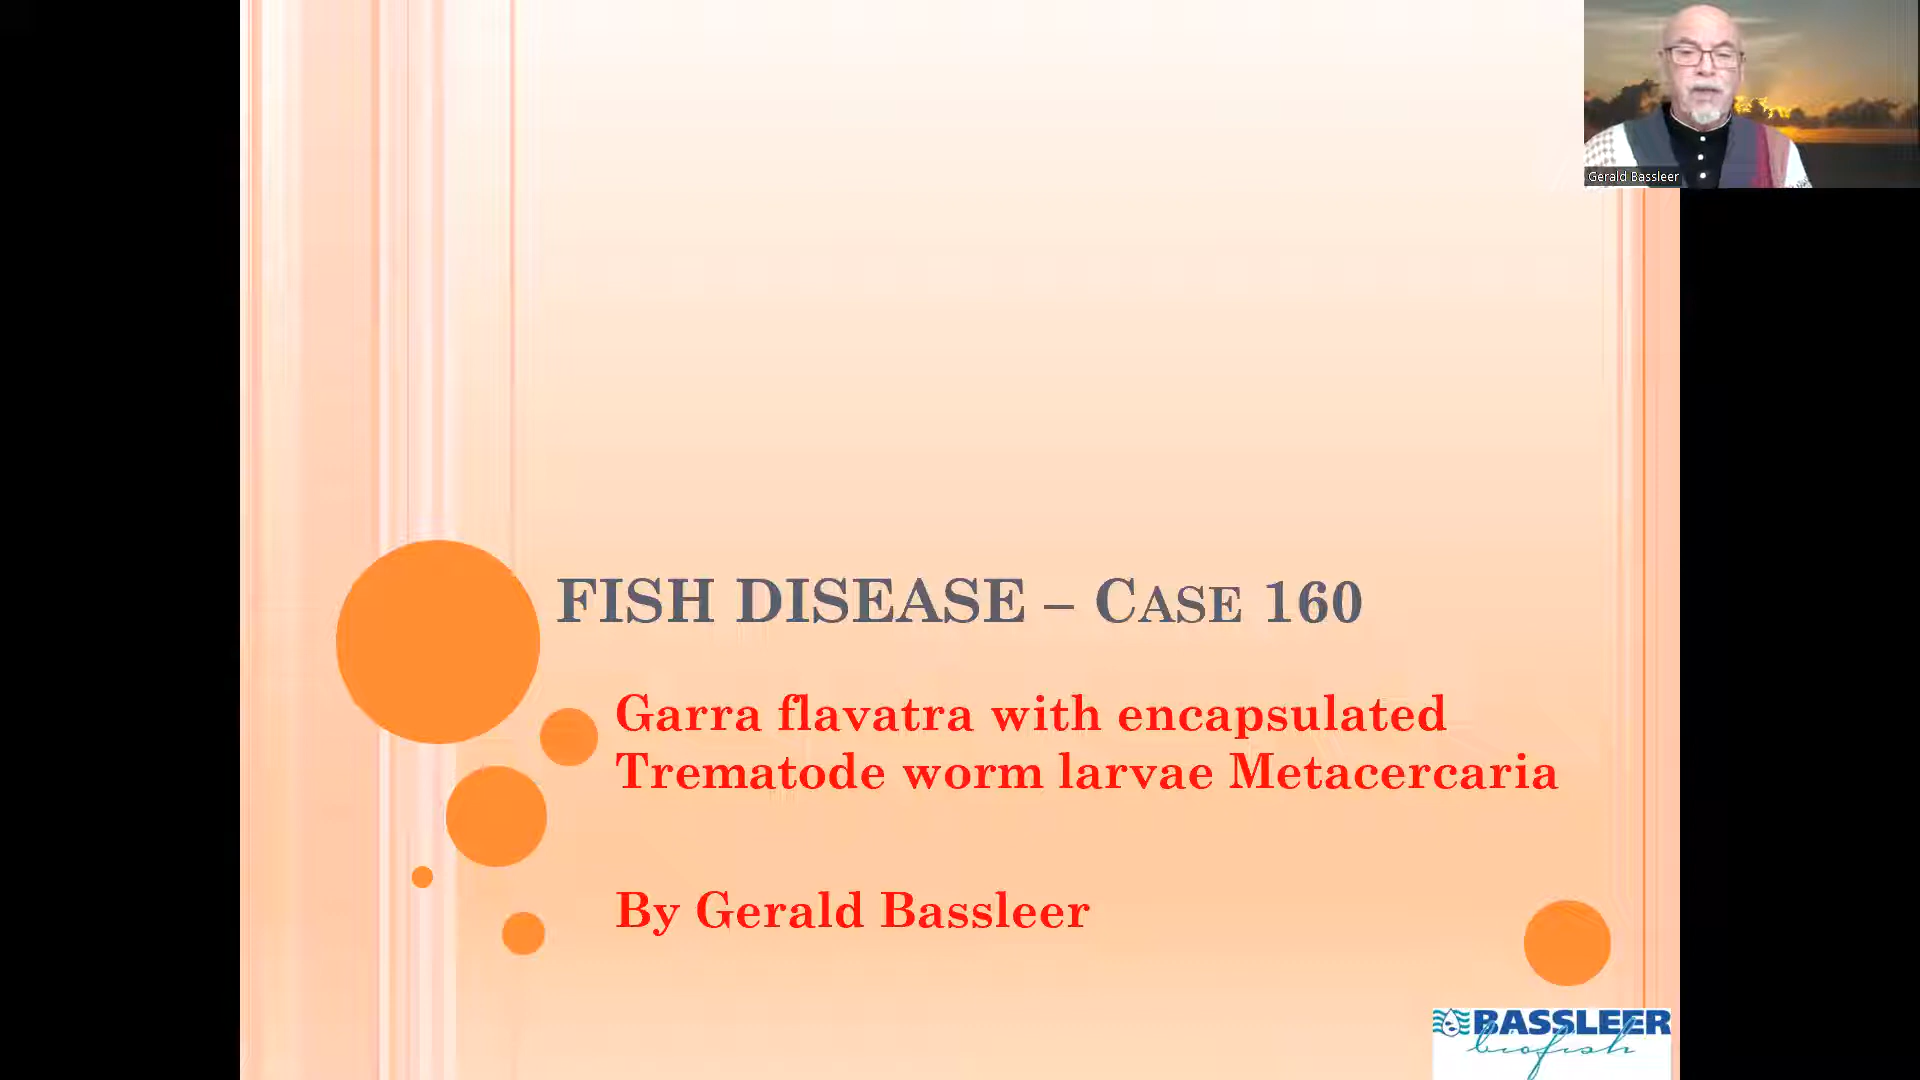 Gerald Bassleer
FISH DISEASE – CASE 160
Garra flavatra with encapsulated
Trematode worm larvae Metacercaria
By Gerald Bassleer
BASSLEER
biofish